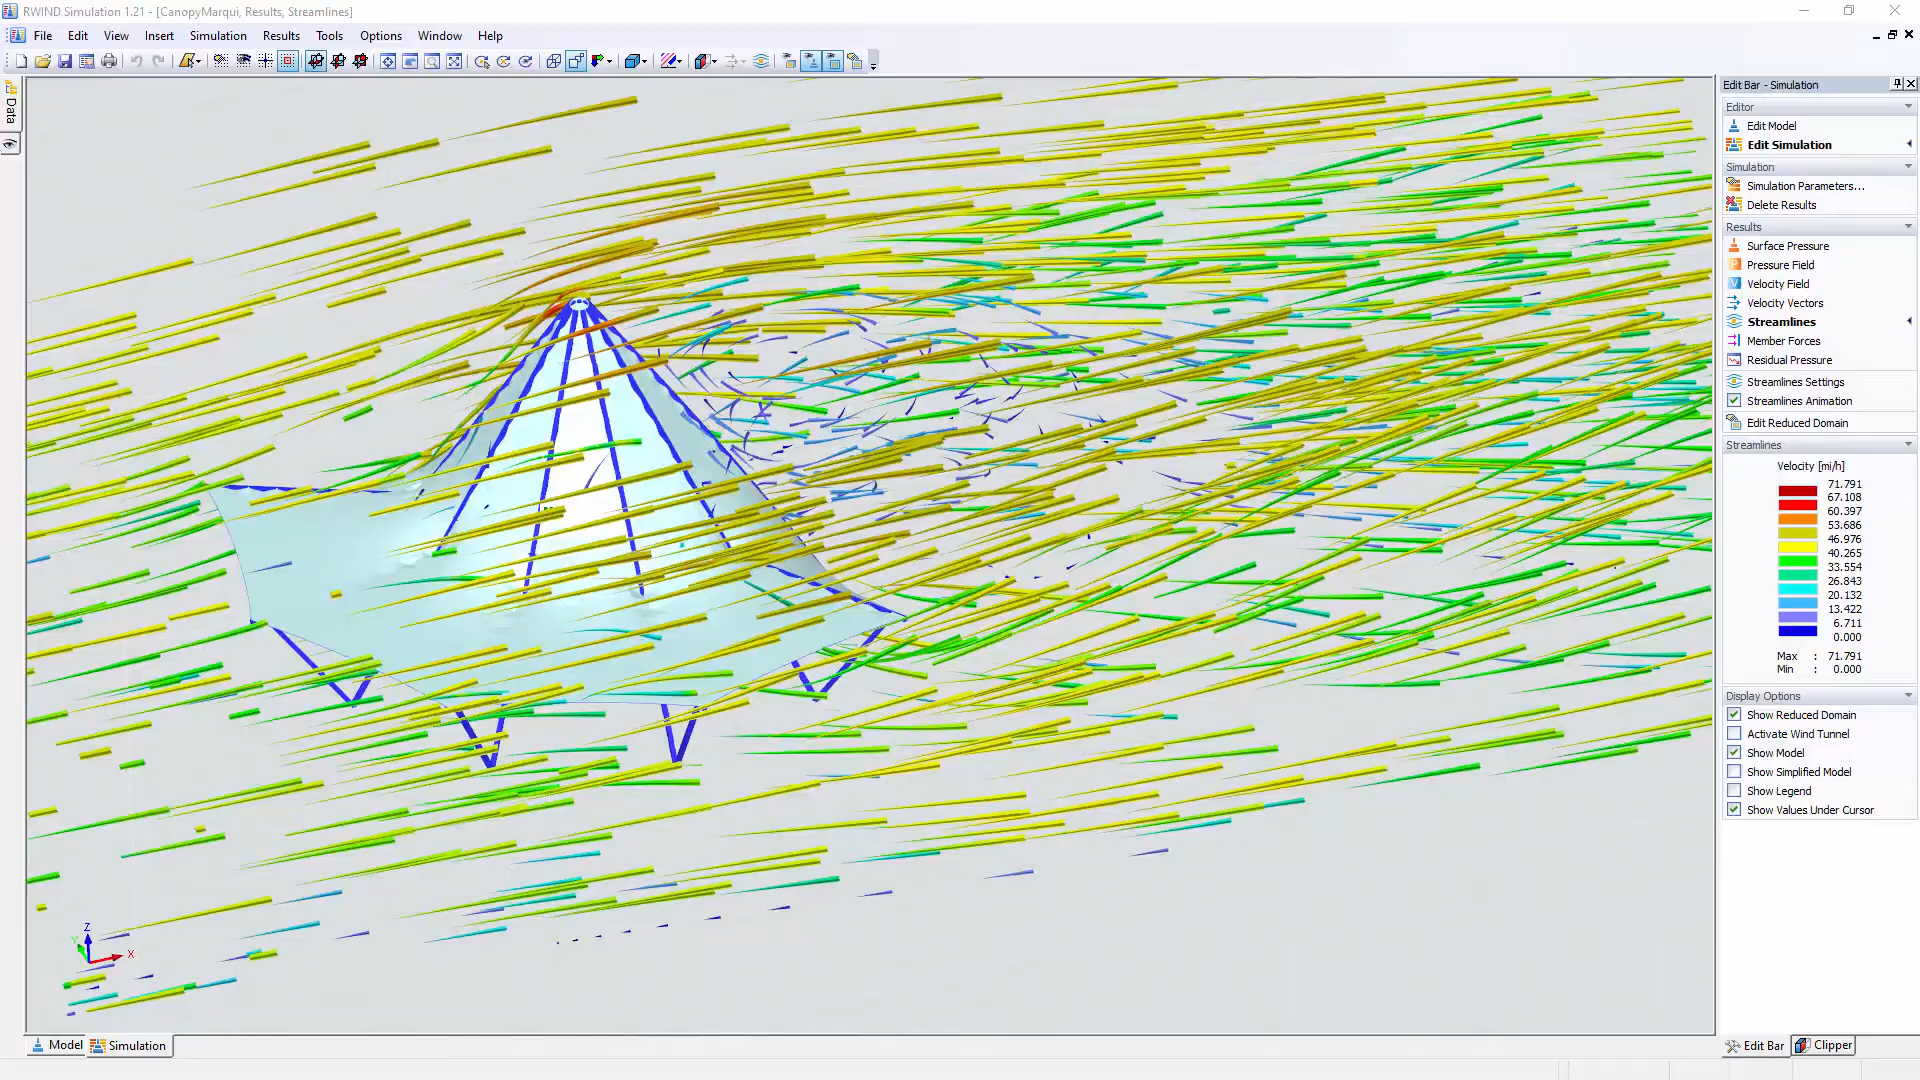 RWIND Simulation 1.21 - [CanopyMarqui, Results, Streamlines]
File Edit View Insert Simulation Results Tools Options Window Help
Data
Edit Bar - Simulation
Editor
Edit Model
Edit Simulation
Simulation
Simulation Parameters...
Delete Results
Results
Surface Pressure
Pressure Field
Velocity Field
Velocity Vectors
Streamlines
Member Forces
Residual Pressure
Streamlines Settings
Streamlines Animation
Edit Reduced Domain
Streamlines
Velocity [mi/h]
71.791
67.108
60.397
53.686
46.976
40.265
33.554
26.843
20.132
13.422
6.711
0.000
Max : 71.791
Min : 0.000
Display Options
Show Reduced Domain
Activate Wind Tunnel
Show Model
Show Simplified Model
Show Legend
Show Values Under Cursor
Z
Y
X
Model Simulation
Edit Bar Clipper